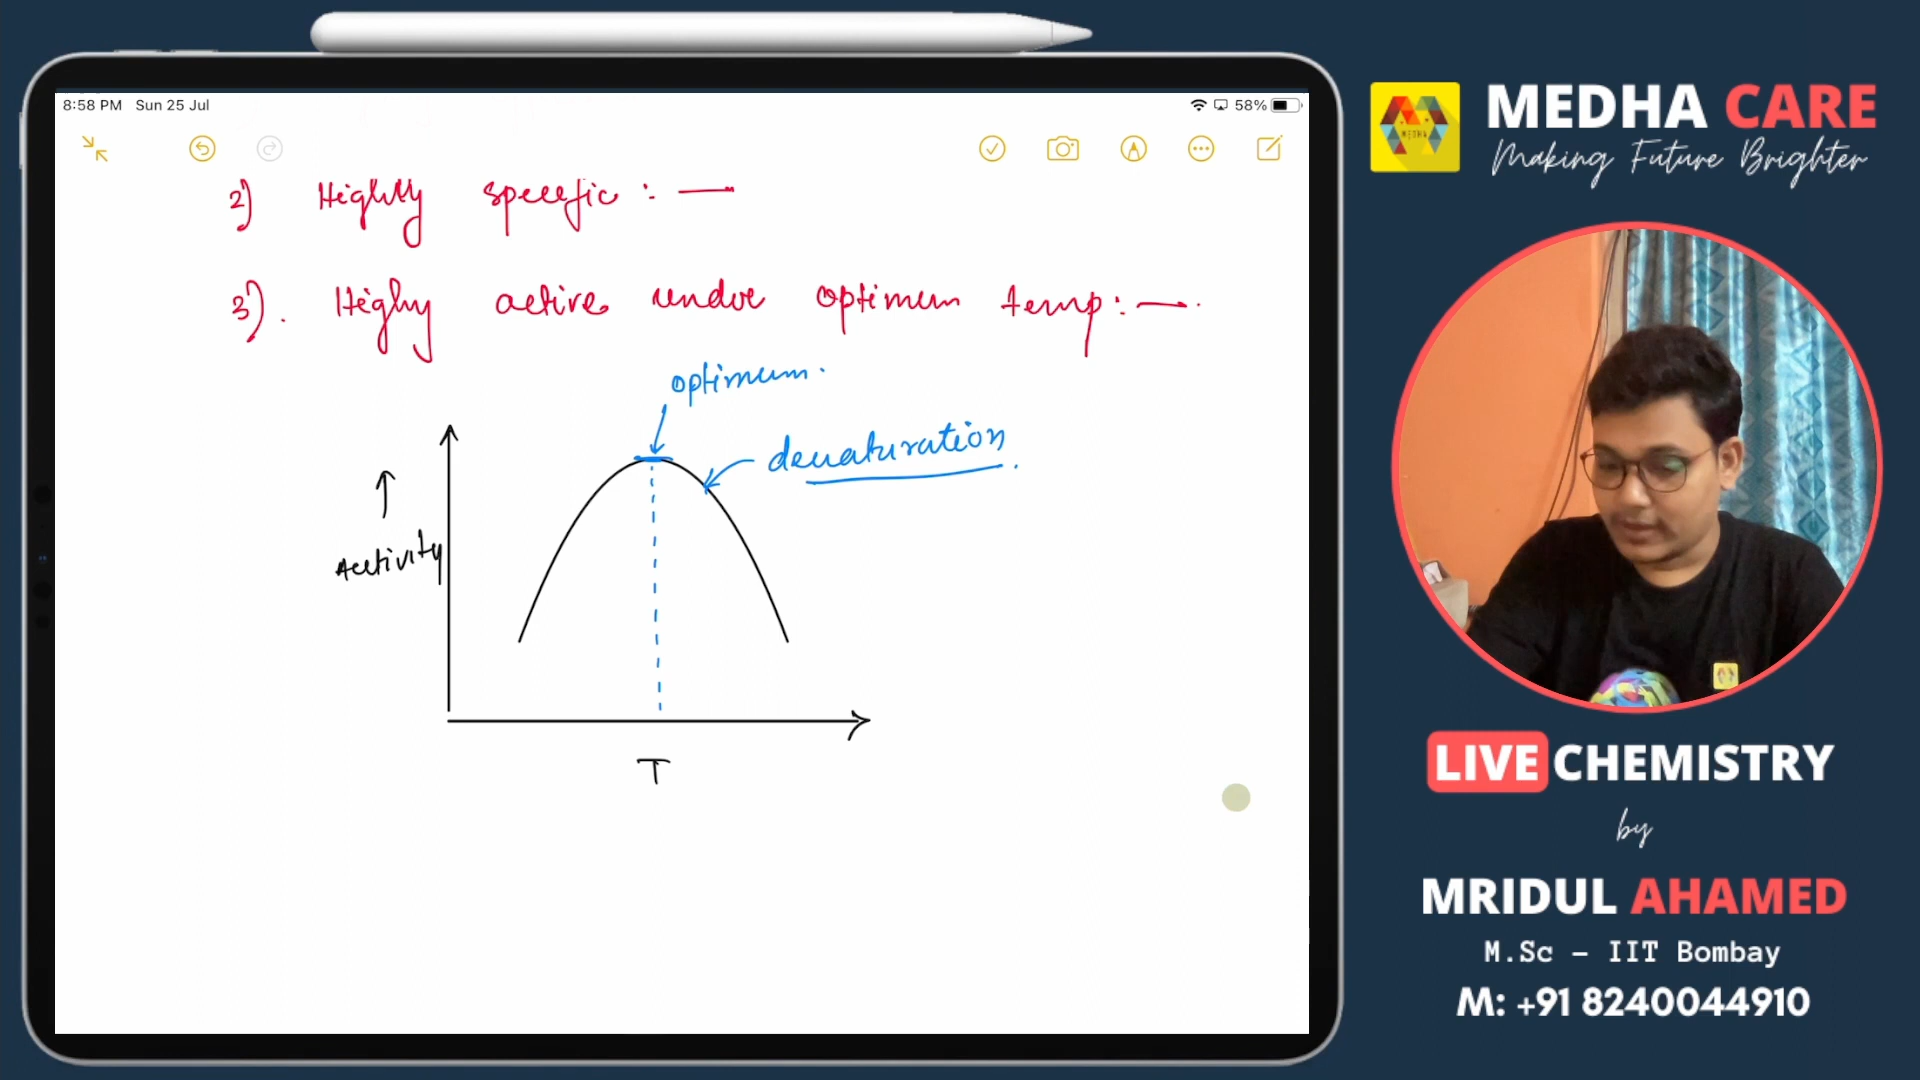 8:58 PM Sun 25 Jul
58%
2) Highly specific : —
3). Highly active under optimum temp : —.
optimum.
denaturation.
↑
Activity
T
MEDHA CARE
Making Future Brighter
MEDHA
LIVE CHEMISTRY
by
MRIDUL AHAMED
M.Sc – IIT Bombay
M: +91 8240044910